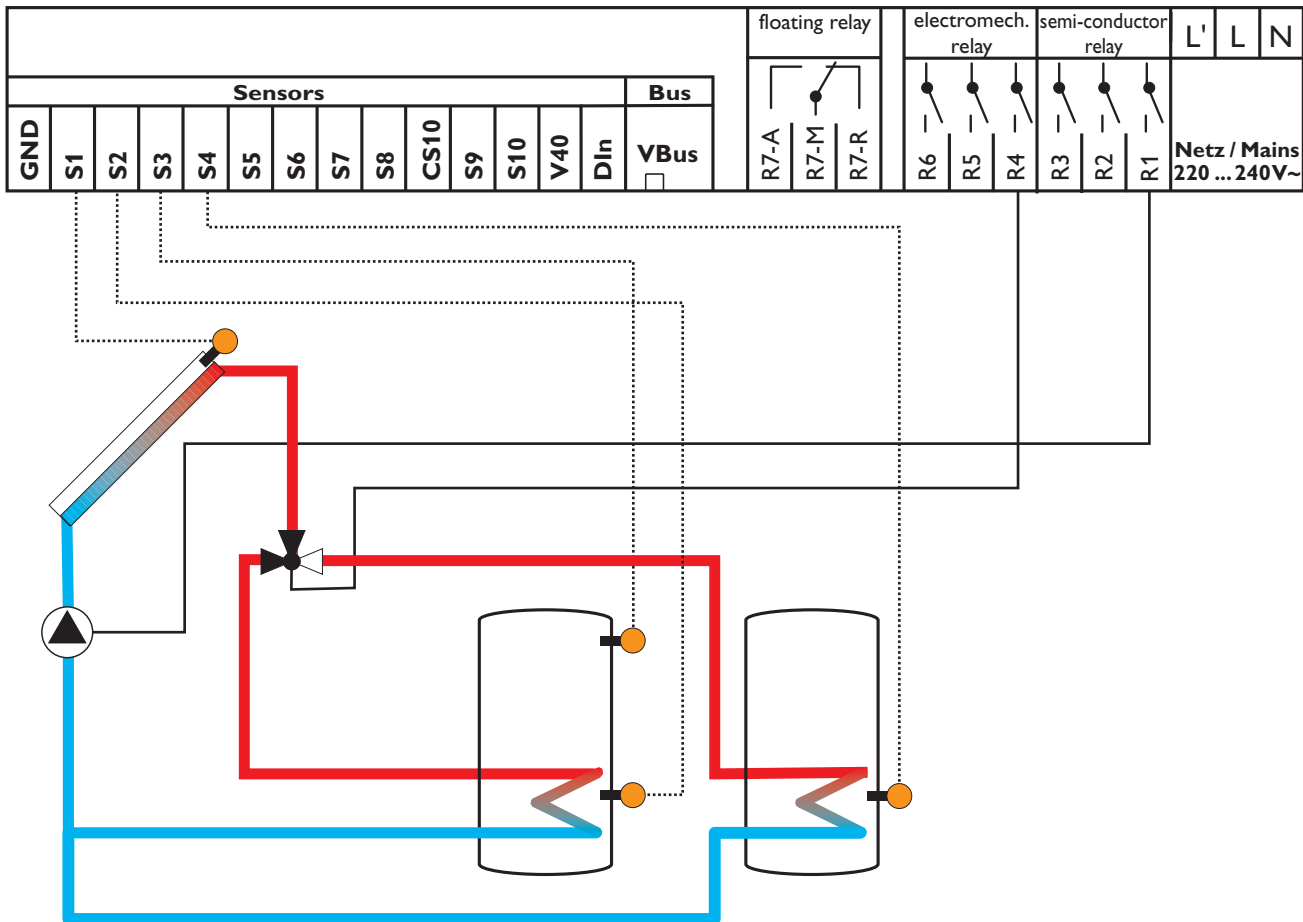 floating relay
electromech.
relay
semi-conductor
relay
L'
L
N
Sensors
Bus
GND
S1
S2
S3
S4
S5
S6
S7
S8
CS10
S9
S10
V40
DIn
VBus
R7-A
R7-M
R7-R
R6
R5
R4
R3
R2
R1
Netz / Mains
220 ... 240V~